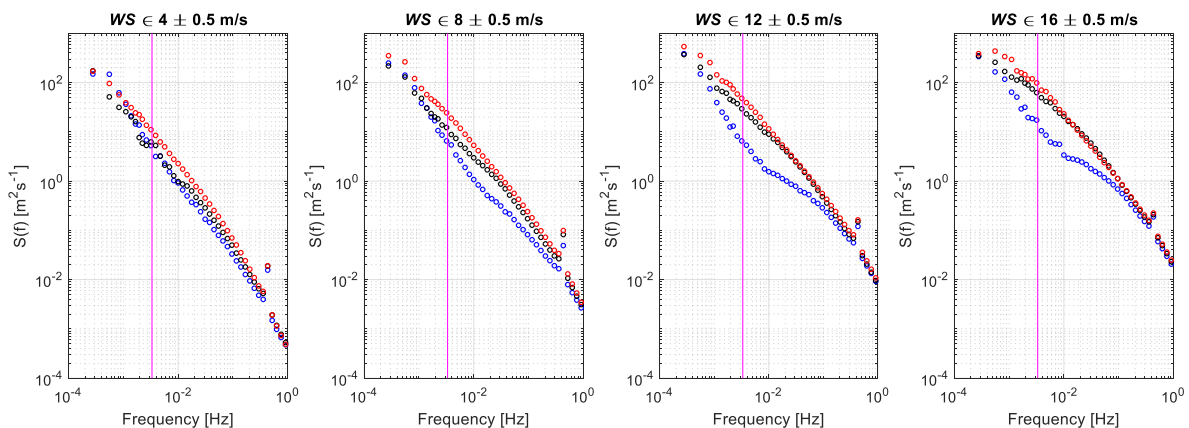 WS ∈ 4 ± 0.5 m/s
S(f) [m²s⁻¹]
10²
10⁰
10⁻²
10⁻⁴
10⁻⁴
10⁻²
10⁰
Frequency [Hz]
WS ∈ 8 ± 0.5 m/s
S(f) [m²s⁻¹]
10²
10⁰
10⁻²
10⁻⁴
10⁻⁴
10⁻²
10⁰
Frequency [Hz]
WS ∈ 12 ± 0.5 m/s
S(f) [m²s⁻¹]
10²
10⁰
10⁻²
10⁻⁴
10⁻⁴
10⁻²
10⁰
Frequency [Hz]
WS ∈ 16 ± 0.5 m/s
S(f) [m²s⁻¹]
10²
10⁰
10⁻²
10⁻⁴
10⁻⁴
10⁻²
10⁰
Frequency [Hz]